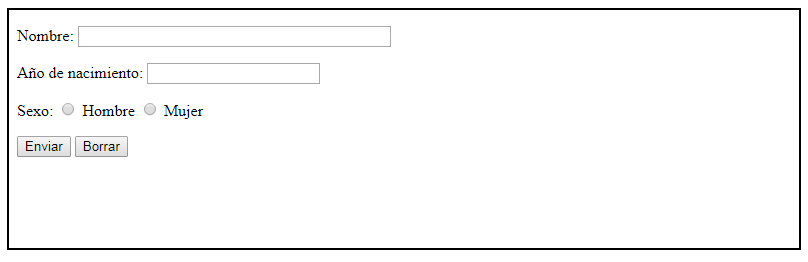 Nombre:
Año de nacimiento:
Sexo: Hombre Mujer
Enviar Borrar